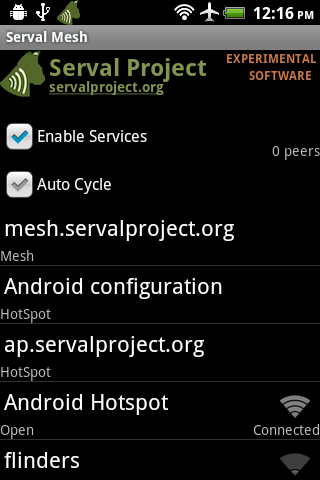 12:16 PM
Serval Mesh
Serval Project
EXPERIMENTAL
SOFTWARE
servalproject.org
Enable Services
0 peers
Auto Cycle
mesh.servalproject.org
Mesh
Android configuration
HotSpot
ap.servalproject.org
HotSpot
Android Hotspot
Open Connected
flinders